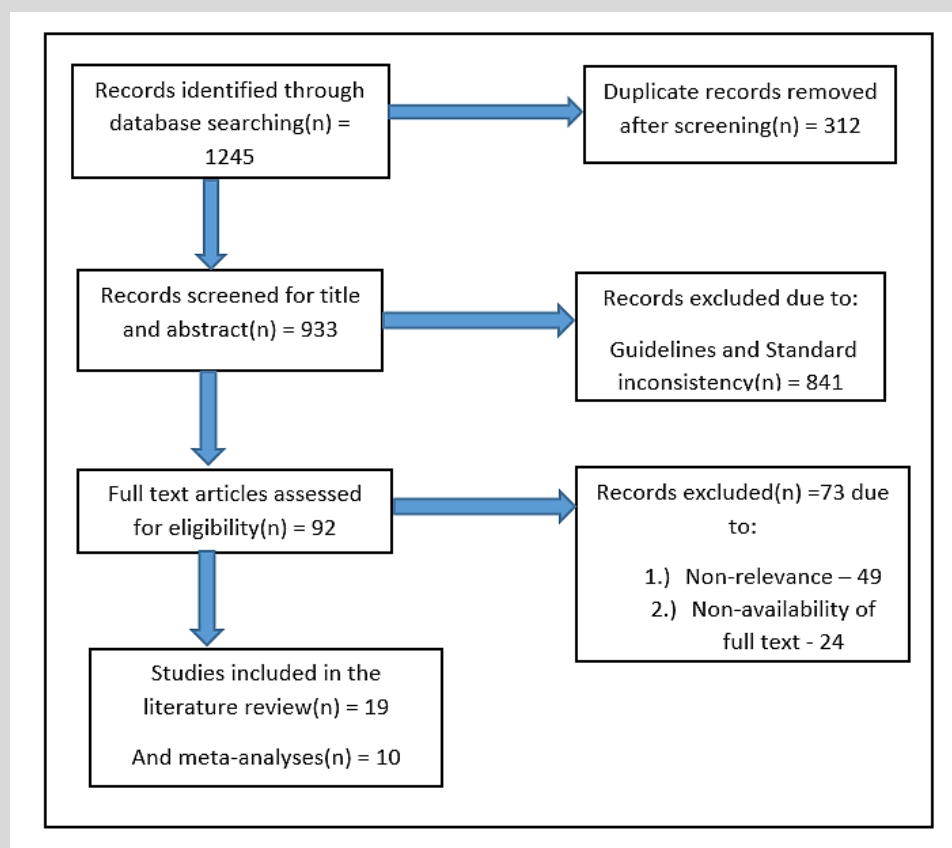 Records identified through
database searching(n) =
1245
Duplicate records removed
after screening(n) = 312
Records screened for title
and abstract(n) = 933
Records excluded due to:
Guidelines and Standard
inconsistency(n) = 841
Full text articles assessed
for eligibility(n) = 92
Records excluded(n) =73 due
to:
1.) Non-relevance – 49
2.) Non-availability of
full text - 24
Studies included in the
literature review(n) = 19
And meta-analyses(n) = 10